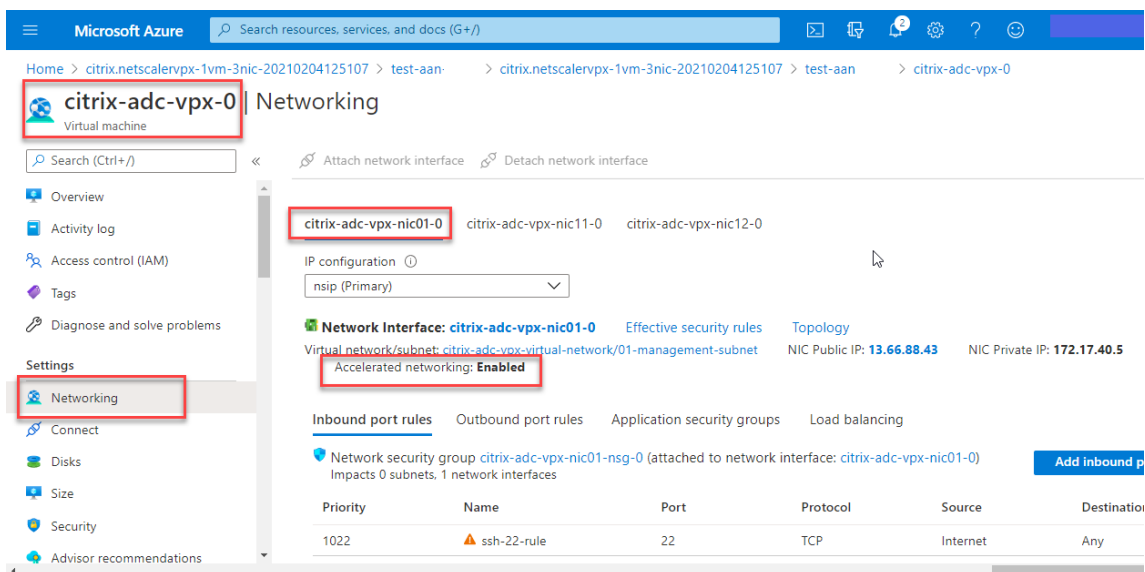 Microsoft Azure
Search resources, services, and docs (G+/)
2
Home > citrix.netscalervpx-1vm-3nic-20210204125107 > test-aan- > citrix.netscalervpx-1vm-3nic-20210204125107 > test-aan > citrix-adc-vpx-0
citrix-adc-vpx-0 | Networking
Virtual machine
Search (Ctrl+/)
«
Attach network interface
Detach network interface
Overview
Activity log
Access control (IAM)
Tags
Diagnose and solve problems
Settings
Networking
Connect
Disks
Size
Security
Advisor recommendations
citrix-adc-vpx-nic01-0 citrix-adc-vpx-nic11-0 citrix-adc-vpx-nic12-0
IP configuration
nsip (Primary)
Network Interface: citrix-adc-vpx-nic01-0 Effective security rules Topology
Virtual network/subnet: citrix-adc-vpx-virtual-network/01-management-subnet NIC Public IP: 13.66.88.43 NIC Private IP: 172.17.40.5
Accelerated networking: Enabled
Inbound port rules Outbound port rules Application security groups Load balancing
Network security group citrix-adc-vpx-nic01-nsg-0 (attached to network interface: citrix-adc-vpx-nic01-0)
Impacts 0 subnets, 1 network interfaces
Add inbound p
Priority Name Port Protocol Source Destination
1022 ssh-22-rule 22 TCP Internet Any